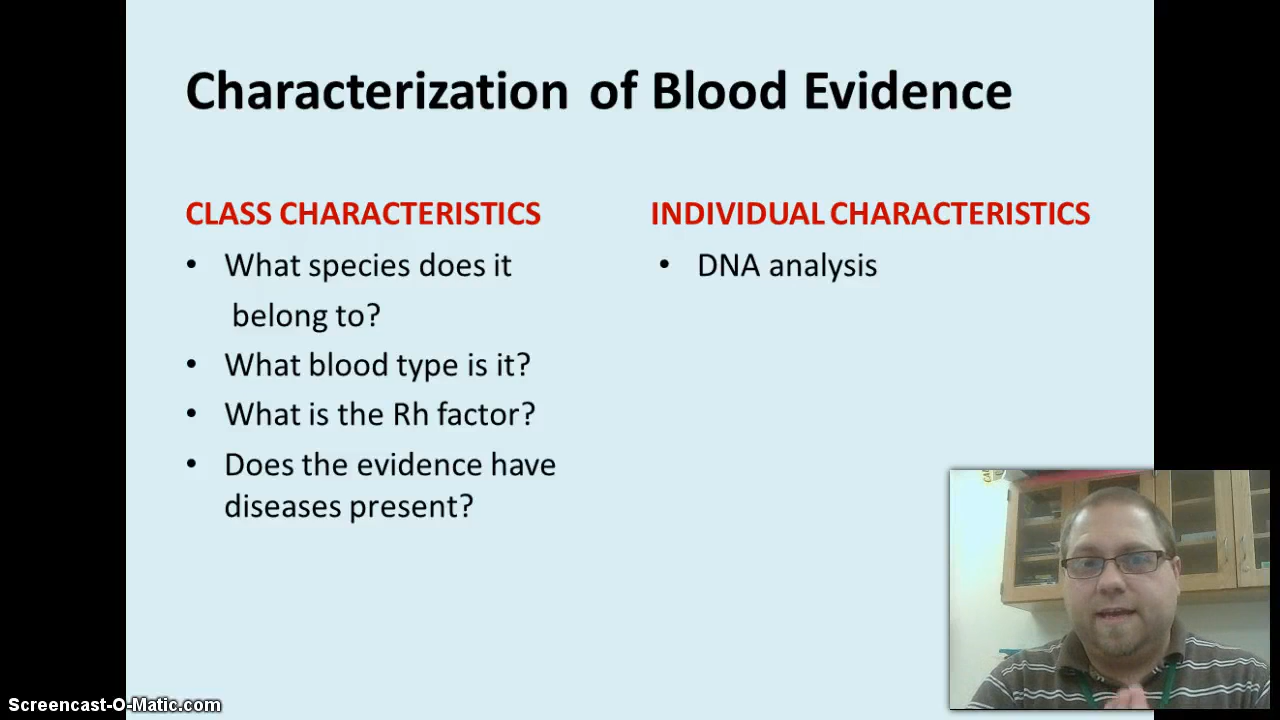 Characterization of Blood Evidence
CLASS CHARACTERISTICS
• What species does it
belong to?
• What blood type is it?
• What is the Rh factor?
• Does the evidence have
diseases present?
INDIVIDUAL CHARACTERISTICS
• DNA analysis
Screencast-O-Matic.com